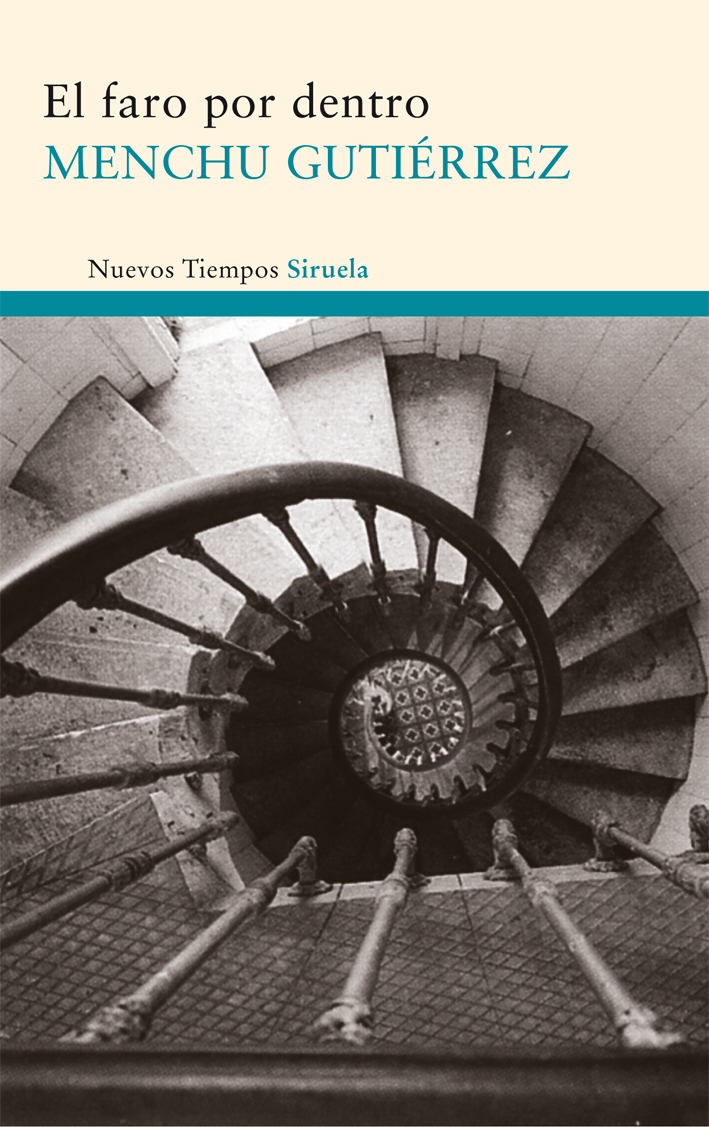 El faro por dentro
MENCHU GUTIÉRREZ
Nuevos Tiempos Siruela